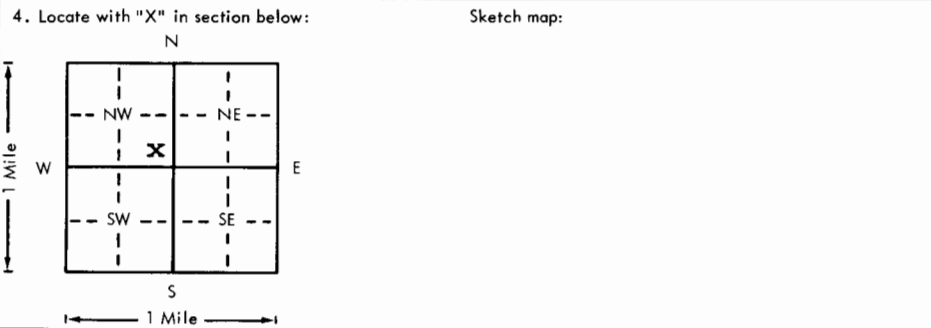 4. Locate with "X" in section below: Sketch map:
N
-- NW -- -- NE --
X
1 Mile
W E
-- SW -- -- SE --
S
1 Mile